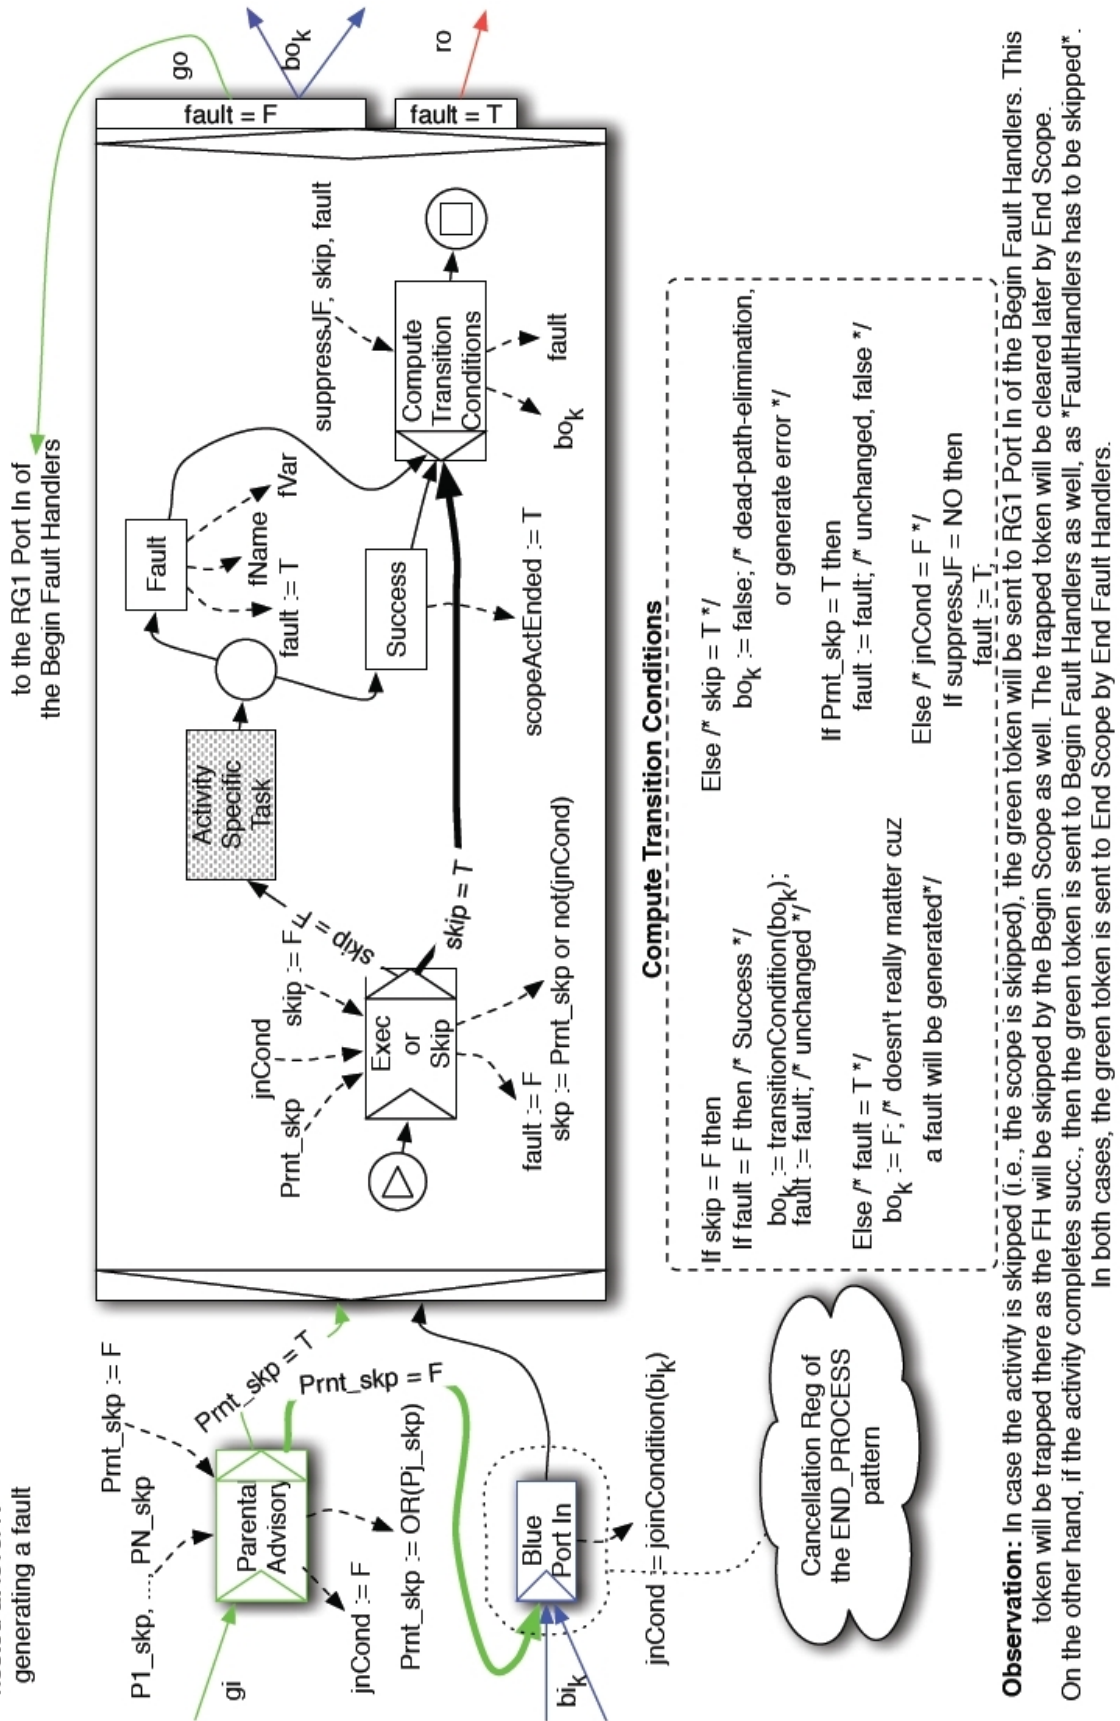 generating a fault
to the RG1 Port In of
the Begin Fault Handlers
go
bo_k
ro
fault = F
fault = T
P1_skp, ...., PN_skp
Prnt_skp := F
gi
Parental
Advisory
Prnt_skp = T
Prnt_skp = F
jnCond := F
Prnt_skp := OR(Pj_skp)
bi_k
Blue
Port In
jnCond := joinCondition(bi_k)
Cancellation Reg of
the END_PROCESS
pattern
Prnt_skp
jnCond
skip := F
Exec
or
Skip
fault := F
skp := Prnt_skp or not(jnCond)
skip = F
skip = T
Activity
Specific
Task
Fault
fault := T
fName
fVar
Success
scopeActEnded := T
suppressJF, skip, fault
Compute
Transition
Conditions
bo_k
fault
Compute Transition Conditions
If skip = F then
If fault = F then /* Success */
bo_k := transitionCondition(bo_k);
fault := fault; /* unchanged */
Else /* fault = T */
bo_k := F; /* doesn't really matter cuz
a fault will be generated*/
Else /* skip = T */
bo_k := false; /* dead-path-elimination,
or generate error */
If Prnt_skp = T then
fault := fault; /* unchanged, false */
Else /* jnCond = F */
If suppressJF = NO then
fault := T;
Observation: In case the activity is skipped (i.e., the scope is skipped), the green token will be sent to RG1 Port In of the Begin Fault Handlers. This
token will be trapped there as the FH will be skipped by the Begin Scope as well. The trapped token will be cleared later by End Scope.
On the other hand, if the activity completes succ., then the green token is sent to Begin Fault Handlers as well, as *FaultHandlers has to be skipped*.
In both cases, the green token is sent to End Scope by End Fault Handlers.